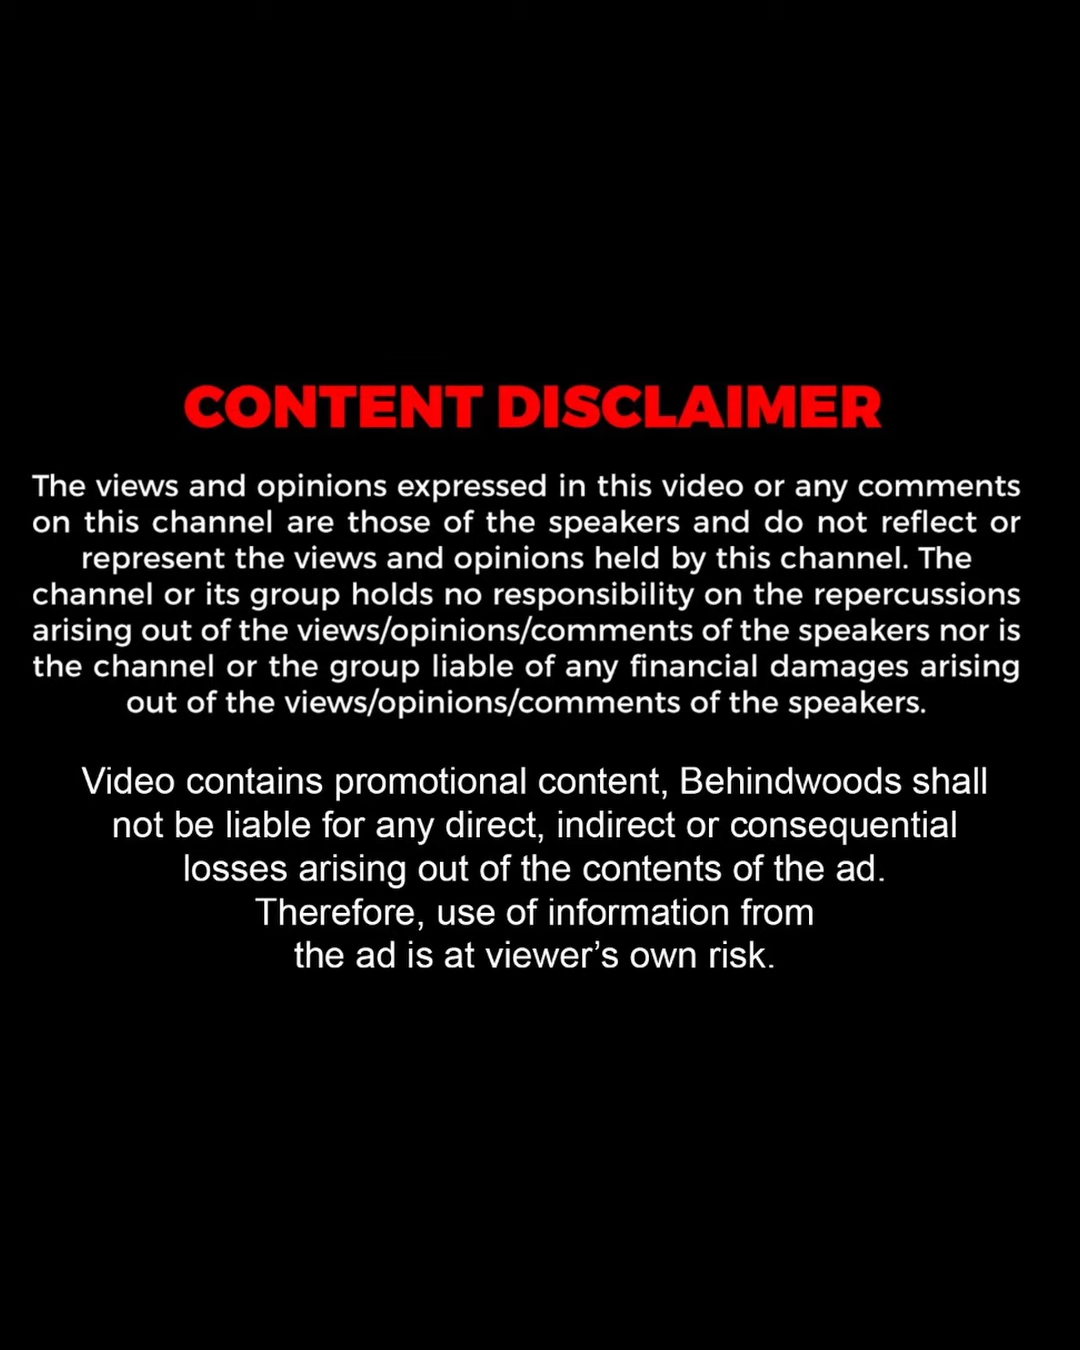 CONTENT DISCLAIMER
The views and opinions expressed in this video or any comments
on this channel are those of the speakers and do not reflect or
represent the views and opinions held by this channel. The
channel or its group holds no responsibility on the repercussions
arising out of the views/opinions/comments of the speakers nor is
the channel or the group liable of any financial damages arising
out of the views/opinions/comments of the speakers.
Video contains promotional content, Behindwoods shall
not be liable for any direct, indirect or consequential
losses arising out of the contents of the ad.
Therefore, use of information from
the ad is at viewer’s own risk.